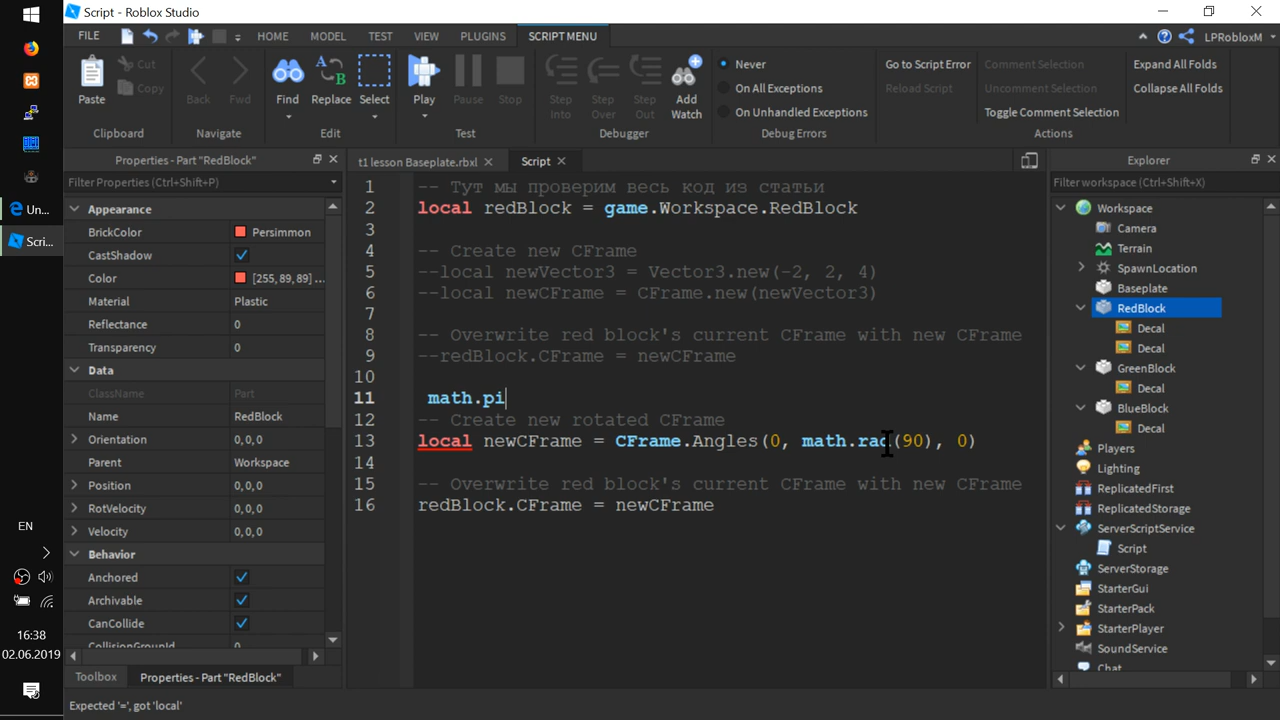 Script - Roblox Studio
FILE
HOME
MODEL
TEST
VIEW
PLUGINS
SCRIPT MENU
LPRobloxM
Paste
Cut
Copy
Clipboard
Back
Fwd
Navigate
Find
Replace
Select
Edit
Play
Pause
Stop
Test
Step Into
Step Over
Step Out
Add Watch
Debugger
Never
On All Exceptions
On Unhandled Exceptions
Debug Errors
Go to Script Error
Reload Script
Comment Selection
Uncomment Selection
Toggle Comment Selection
Expand All Folds
Collapse All Folds
Actions
Un...
Scri...
EN
16:38
02.06.2019
Properties - Part "RedBlock"
Filter Properties (Ctrl+Shift+P)
Appearance
BrickColor Persimmon
CastShadow
Color [255,89,89] ...
Material Plastic
Reflectance 0
Transparency 0
Data
ClassName Part
Name RedBlock
Orientation 0,0,0
Parent Workspace
Position 0,0,0
RotVelocity 0,0,0
Velocity 0,0,0
Behavior
Anchored
Archivable
CanCollide
CollisionGroupId 0
Toolbox
Properties - Part "RedBlock"
Expected '=', got 'local'
t1 lesson Baseplate.rbxl
Script
1 -- Тут мы проверим весь код из статьи
2 local redBlock = game.Workspace.RedBlock
3
4 -- Create new CFrame
5 --local newVector3 = Vector3.new(-2, 2, 4)
6 --local newCFrame = CFrame.new(newVector3)
7
8 -- Overwrite red block's current CFrame with new CFrame
9 --redBlock.CFrame = newCFrame
10
11 math.pi
12 -- Create new rotated CFrame
13 local newCFrame = CFrame.Angles(0, math.rad(90), 0)
14
15 -- Overwrite red block's current CFrame with new CFrame
16 redBlock.CFrame = newCFrame
Explorer
Filter workspace (Ctrl+Shift+X)
Workspace
Camera
Terrain
SpawnLocation
Baseplate
RedBlock
Decal
Decal
GreenBlock
Decal
BlueBlock
Decal
Players
Lighting
ReplicatedFirst
ReplicatedStorage
ServerScriptService
Script
ServerStorage
StarterGui
StarterPack
StarterPlayer
SoundService
Chat